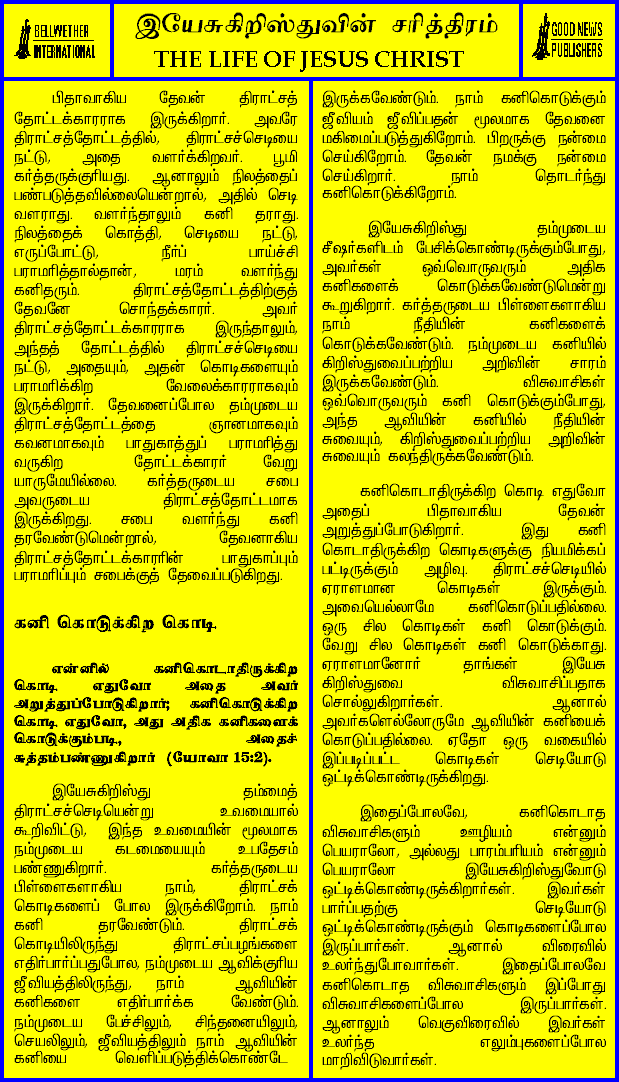 BELLWETHER
INTERNATIONAL
இயேசுகிறிஸ்துவின் சரித்திரம்
THE LIFE OF JESUS CHRIST
GOOD NEWS
PUBLISHERS
பிதாவாகிய தேவன் திராட்சத்
தோட்டக்காரராக இருக்கிறார். அவரே
திராட்சத்தோட்டத்தில், திராட்சச்செடியை
நட்டு, அதை வளர்க்கிறவர். பூமி
கர்த்தருக்குரியது. ஆனாலும் நிலத்தைப்
பண்படுத்தவில்லையென்றால், அதில் செடி
வளராது. வளர்ந்தாலும் கனி தராது.
நிலத்தைக் கொத்தி, செடியை நட்டு,
எருப்போட்டு, நீர்ப் பாய்ச்சி
பராமரித்தால்தான், மரம் வளர்ந்து
கனிதரும். திராட்சத்தோட்டத்திற்குத்
தேவனே சொந்தக்காரர். அவர்
திராட்சத்தோட்டக்காரராக இருந்தாலும்,
அந்தத் தோட்டத்தில் திராட்சச்செடியை
நட்டு, அதையும், அதன் கொடிகளையும்
பராமரிக்கிற வேலைக்காரராகவும்
இருக்கிறார். தேவனைப்போல தம்முடைய
திராட்சத்தோட்டத்தை ஞானமாகவும்
கவனமாகவும் பாதுகாத்துப் பராமரித்து
வருகிற தோட்டக்காரர் வேறு
யாருமேயில்லை. கர்த்தருடைய சபை
அவருடைய திராட்சத்தோட்டமாக
இருக்கிறது. சபை வளர்ந்து கனி
தரவேண்டுமென்றால், தேவனாகிய
திராட்சத்தோட்டக்காரரின் பாதுகாப்பும்
பராமரிப்பும் சபைக்குத் தேவைப்படுகிறது.
கனி கொடுக்கிற கொடி.
என்னில் கனிகொடாதிருக்கிற
கொடி எதுவோ அதை அவர்
அறுத்துப்போடுகிறார்; கனிகொடுக்கிற
கொடி எதுவோ, அது அதிக கனிகளைக்
கொடுக்கும்படி, அதைச்
சுத்தம்பண்ணுகிறார் (யோவா 15:2).
இயேசுகிறிஸ்து தம்மைத்
திராட்சச்செடியென்று உவமையால்
கூறிவிட்டு, இந்த உவமையின் மூலமாக
நம்முடைய கடமையையும் உபதேசம்
பண்ணுகிறார். கர்த்தருடைய
பிள்ளைகளாகிய நாம், திராட்சக்
கொடிகளைப் போல இருக்கிறோம். நாம்
கனி தரவேண்டும். திராட்சக்
கொடியிலிருந்து திராட்சப்பழங்களை
எதிர்பார்ப்பதுபோல, நம்முடைய ஆவிக்குரிய
ஜீவியத்திலிருந்து, நாம் ஆவியின்
கனிகளை எதிர்பார்க்க வேண்டும்.
நம்முடைய பேச்சிலும், சிந்தனையிலும்,
செயலிலும், ஜீவியத்திலும் நாம் ஆவியின்
கனியை வெளிப்படுத்திக்கொண்டே
இருக்கவேண்டும். நாம் கனிகொடுக்கும்
ஜீவியம் ஜீவிப்பதன் மூலமாக தேவனை
மகிமைப்படுத்துகிறோம். பிறருக்கு நன்மை
செய்கிறோம். தேவன் நமக்கு நன்மை
செய்கிறார். நாம் தொடர்ந்து
கனிகொடுக்கிறோம்.
இயேசுகிறிஸ்து தம்முடைய
சீஷர்களிடம் பேசிக்கொண்டிருக்கும்போது,
அவர்கள் ஒவ்வொருவரும் அதிக
கனிகளைக் கொடுக்கவேண்டுமென்று
கூறுகிறார். கர்த்தருடைய பிள்ளைகளாகிய
நாம் நீதியின் கனிகளைக்
கொடுக்கவேண்டும். நம்முடைய கனியில்
கிறிஸ்துவைப்பற்றிய அறிவின் சாரம்
இருக்கவேண்டும். விசுவாசிகள்
ஒவ்வொருவரும் கனி கொடுக்கும்போது,
அந்த ஆவியின் கனியில் நீதியின்
சுவையும், கிறிஸ்துவைப்பற்றிய அறிவின்
சுவையும் கலந்திருக்கவேண்டும்.
கனிகொடாதிருக்கிற கொடி எதுவோ
அதைப் பிதாவாகிய தேவன்
அறுத்துப்போடுகிறார். இது கனி
கொடாதிருக்கிற கொடிகளுக்கு நியமிக்கப்
பட்டிருக்கும் அழிவு. திராட்சச்செடியில்
ஏராளமான கொடிகள் இருக்கும்.
அவையெல்லாமே கனிகொடுப்பதில்லை.
ஒரு சில கொடிகள் கனி கொடுக்கும்.
வேறு சில கொடிகள் கனி கொடுக்காது.
ஏராளமானோர் தாங்கள் இயேசு
கிறிஸ்துவை விசுவாசிப்பதாக
சொல்லுகிறார்கள். ஆனால்
அவர்களெல்லோருமே ஆவியின் கனியைக்
கொடுப்பதில்லை. ஏதோ ஒரு வகையில்
இப்படிப்பட்ட கொடிகள் செடியோடு
ஒட்டிக்கொண்டிருக்கிறது.
இதைப்போலவே, கனிகொடாத
விசுவாசிகளும் ஊழியம் என்னும்
பெயராலோ, அல்லது பாரம்பரியம் என்னும்
பெயராலோ இயேசுகிறிஸ்துவோடு
ஒட்டிக்கொண்டிருக்கிறார்கள். இவர்கள்
பார்ப்பதற்கு செடியோடு
ஒட்டிக்கொண்டிருக்கும் கொடிகளைப்போல
இருப்பார்கள். ஆனால் விரைவில்
உலர்ந்துபோவார்கள். இதைப்போலவே
கனிகொடாத விசுவாசிகளும் இப்போது
விசுவாசிகளைப்போல இருப்பார்கள்.
ஆனாலும் வெகுவிரைவில் இவர்கள்
உலர்ந்த எலும்புகளைப்போல
மாறிவிடுவார்கள்.